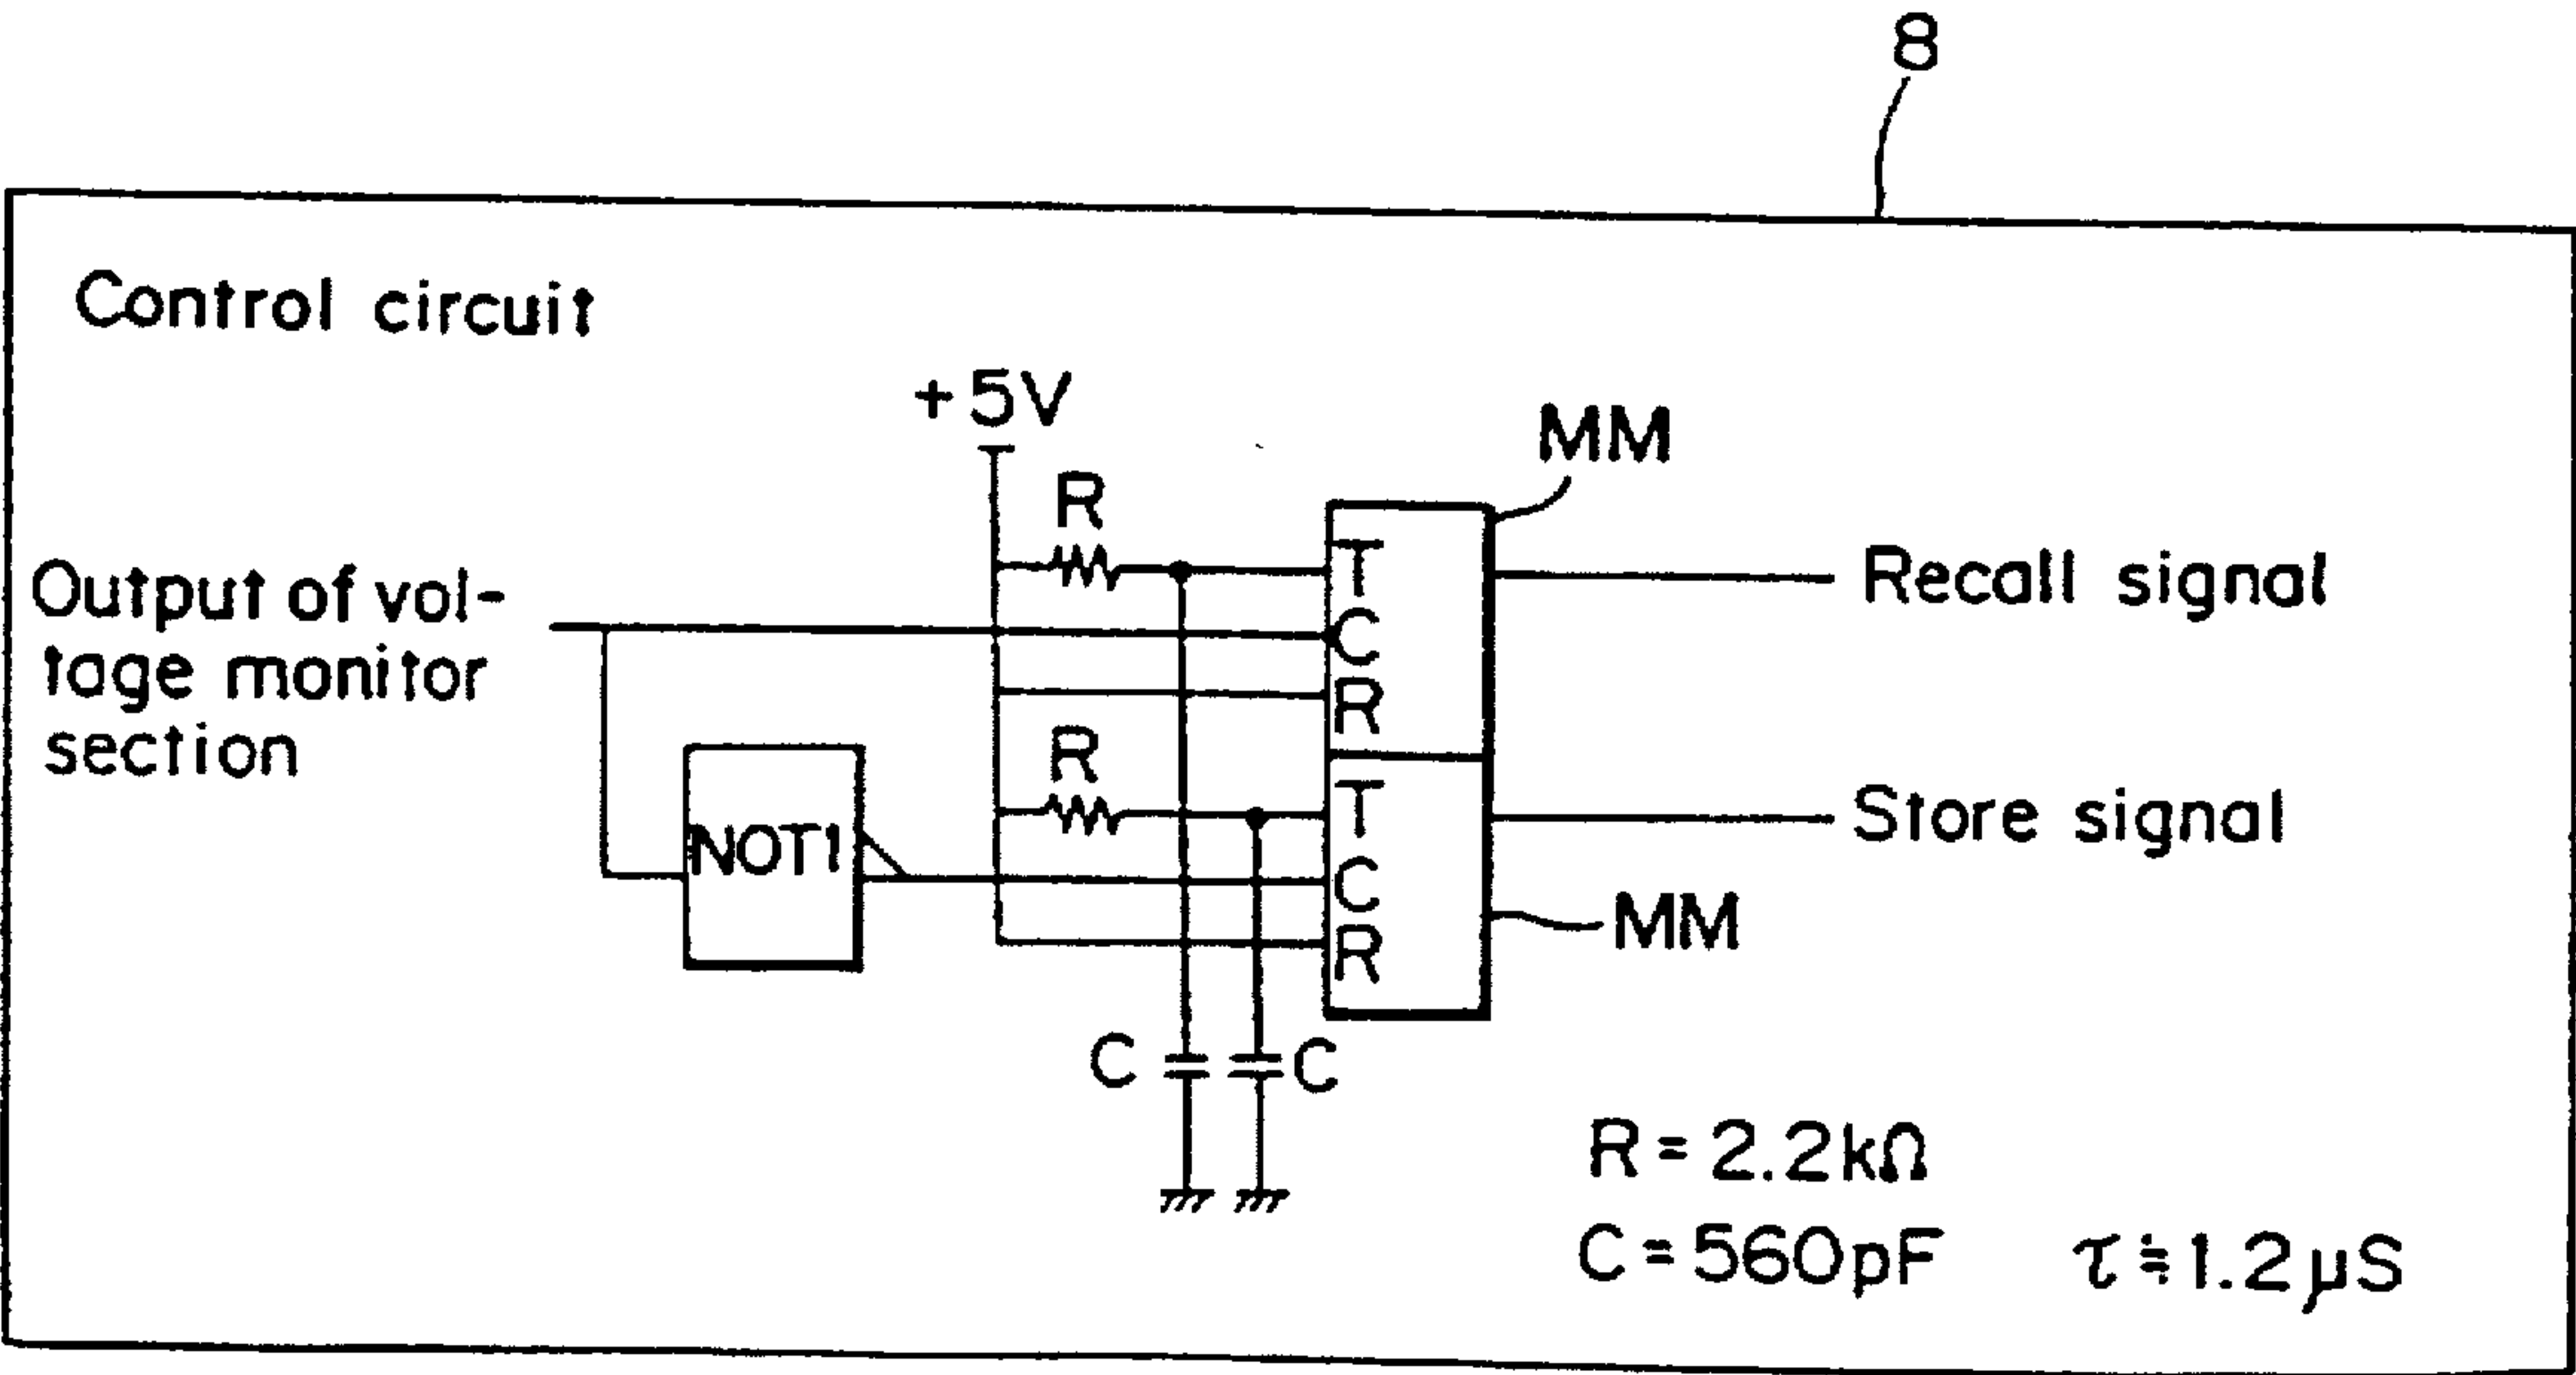 8
Control circuit
+5V
MM
R
T
Recall signal
Output of vol-
tage monitor
section
C
R
R
T
Store signal
NOT1
C
MM
R
C
C
R = 2.2kΩ
C = 560pF
τ ≒ 1.2μS